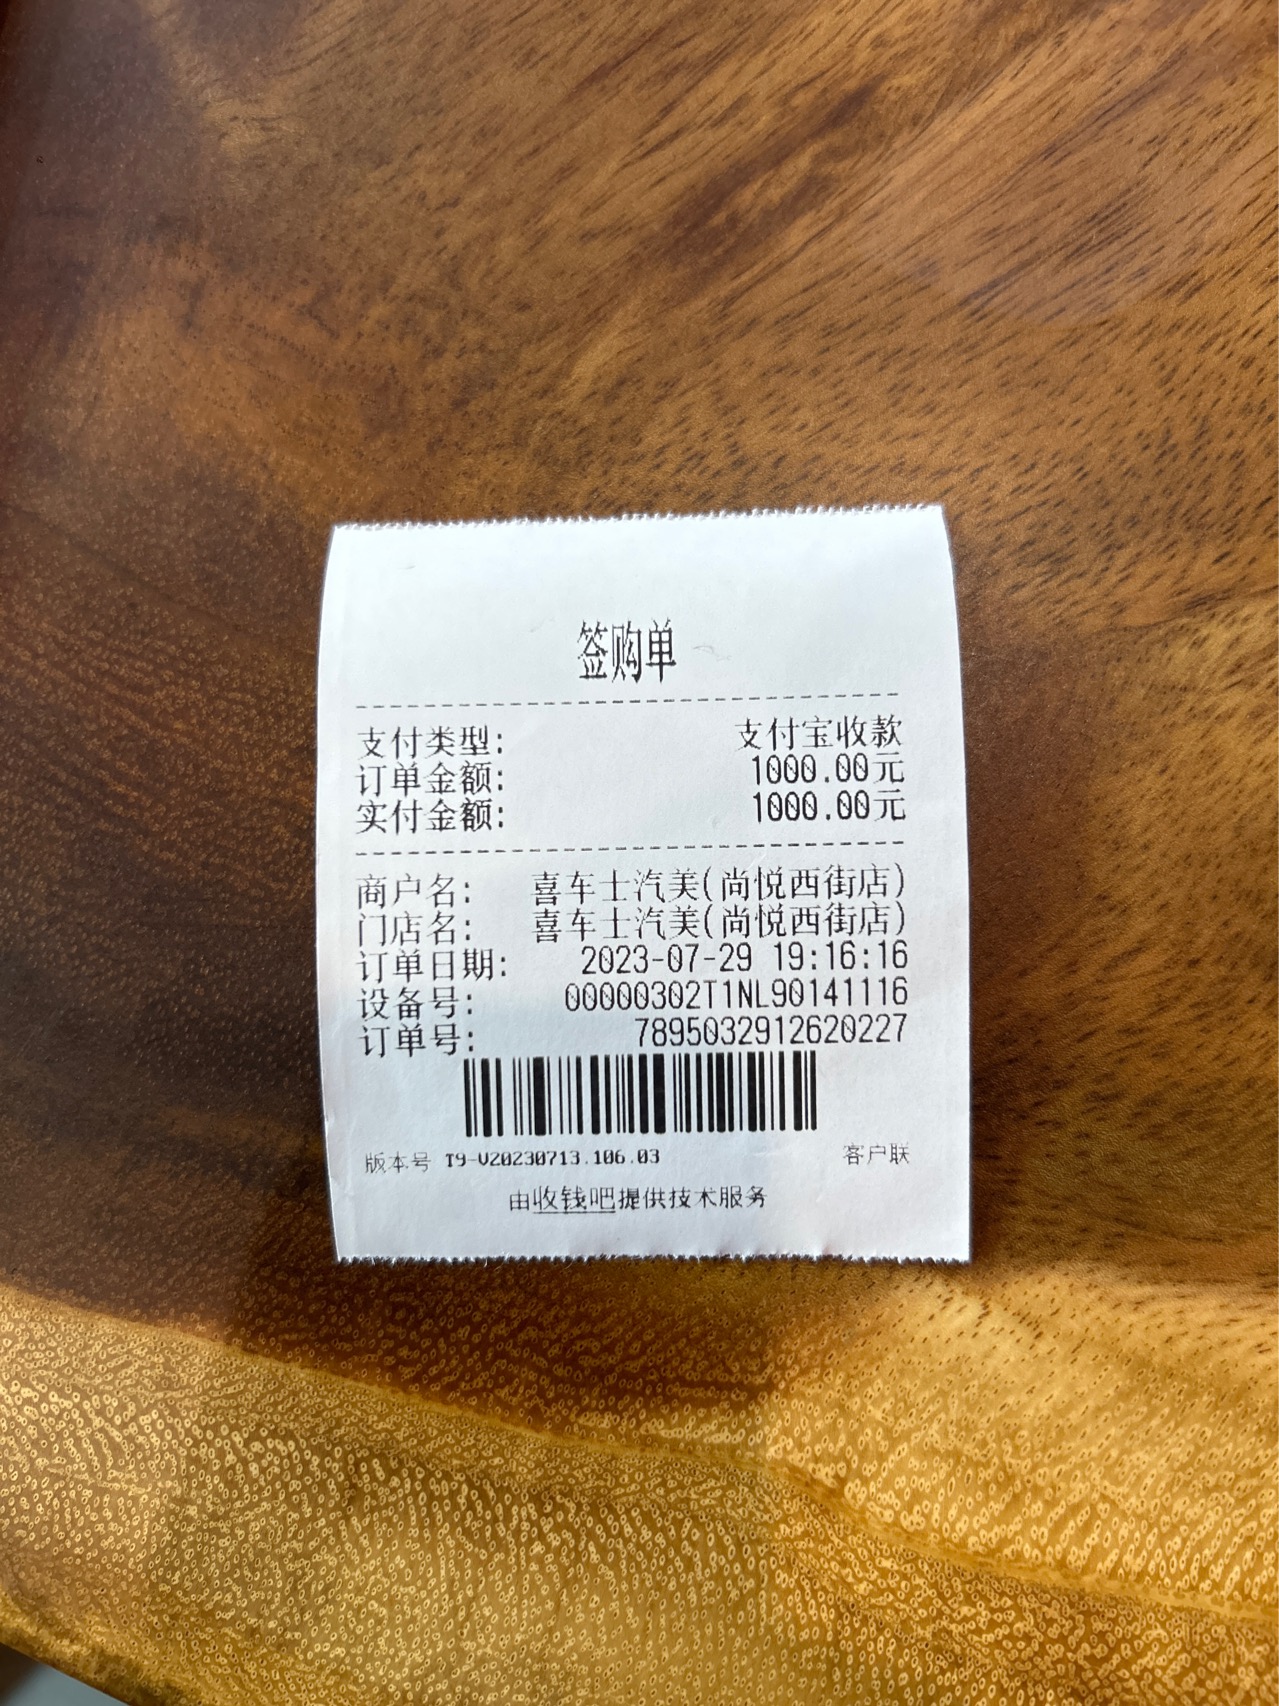 签购单
支付类型: 支付宝收款
订单金额: 1000.00元
实付金额: 1000.00元
商户名: 喜车士汽美(尚悦西街店)
门店名: 喜车士汽美(尚悦西街店)
订单日期: 2023-07-29 19:16:16
设备号: 00000302T1NL90141116
订单号: 7895032912620227
版本号 T9-V20230713.106.03 客户联
由收钱吧提供技术服务